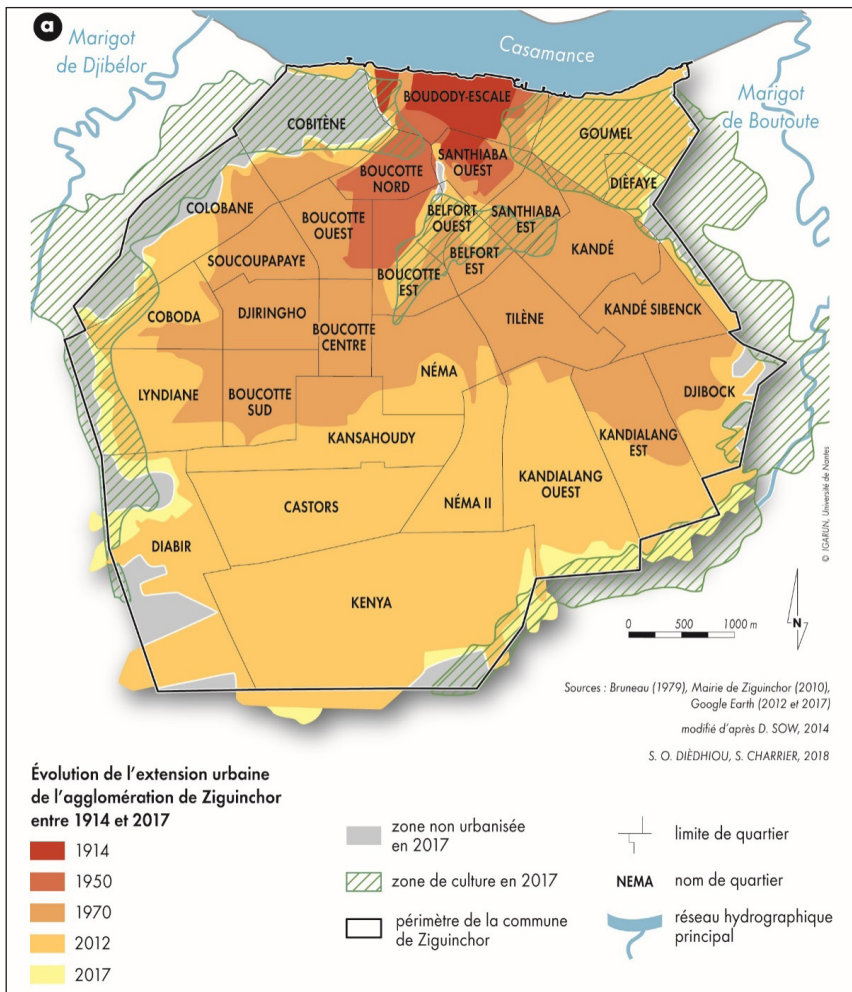 a
Marigot
de Djibélor
Casamance
Marigot
de Boutoute
BOUDODY-ESCALE
COBITÈNE
GOUMEL
SANTHIABA
OUEST
BOUCOTTE
NORD
DIÈFAYE
COLOBANE
BOUCOTTE
OUEST
BELFORT
OUEST
SANTHIABA
EST
KANDÉ
SOUCOUPAPAYE
BELFORT
EST
BOUCOTTE
EST
COBODA
DJIRINGHO
BOUCOTTE
CENTRE
TILÈNE
KANDÉ SIBENCK
LYNDIANE
BOUCOTTE
SUD
NÉMA
DJIBOCK
KANSAHOUDY
KANDIALANG
EST
KANDIALANG
OUEST
CASTORS
NÉMA II
DIABIR
KENYA
© IGARUN, Université de Nantes
0 500 1000 m
N
Sources : Bruneau (1979), Mairie de Ziguinchor (2010),
Google Earth (2012 et 2017)
modifié d'après D. SOW, 2014
S. O. DIÈDHIOU, S. CHARRIER, 2018
Évolution de l'extension urbaine
de l'agglomération de Ziguinchor
entre 1914 et 2017
1914
1950
1970
2012
2017
zone non urbanisée
en 2017
zone de culture en 2017
périmètre de la commune
de Ziguinchor
limite de quartier
NEMA nom de quartier
réseau hydrographique
principal